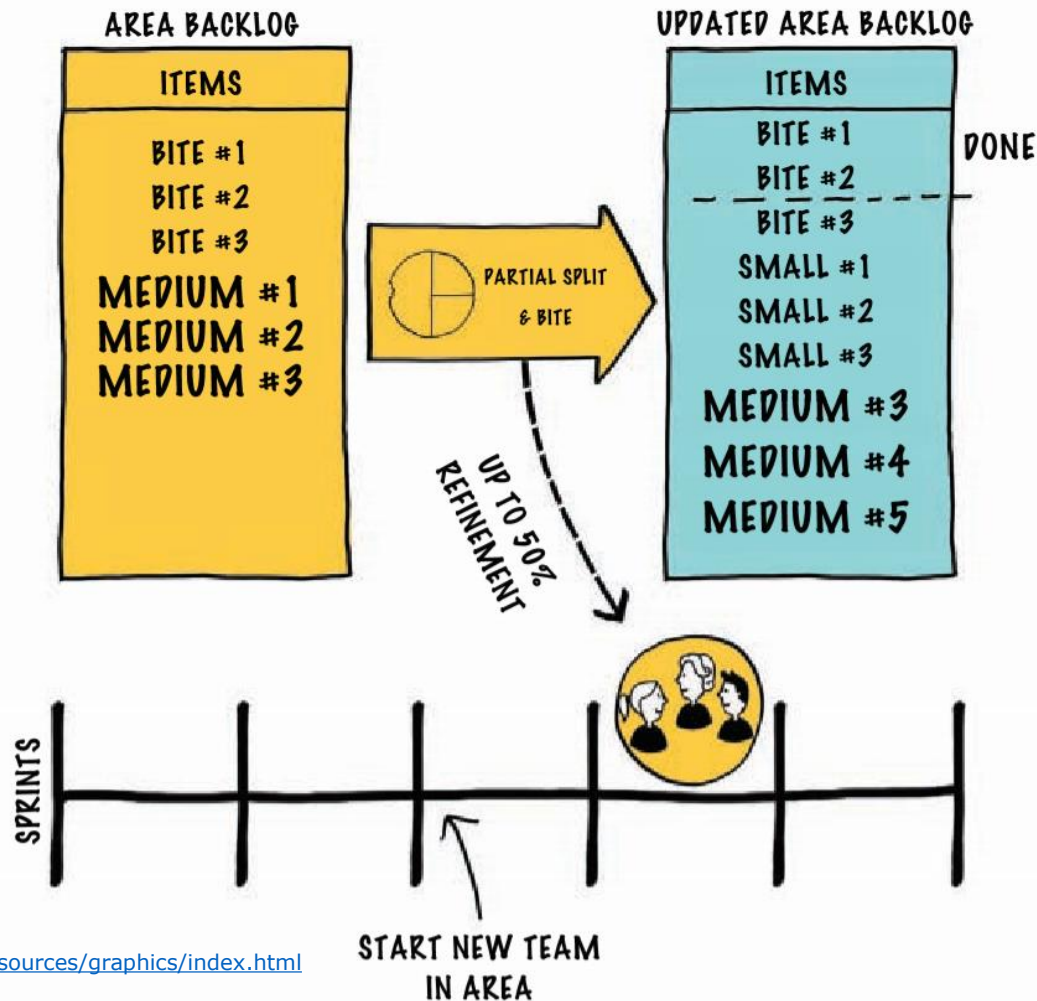 AREA BACKLOG
ITEMS
BITE #1
BITE #2
BITE #3
MEDIUM #1
MEDIUM #2
MEDIUM #3
PARTIAL SPLIT
& BITE
UPDATED AREA BACKLOG
ITEMS
BITE #1
BITE #2
DONE
BITE #3
SMALL #1
SMALL #2
SMALL #3
MEDIUM #3
MEDIUM #4
MEDIUM #5
UP TO 50%
REFINEMENT
SPRINTS
START NEW TEAM
IN AREA
sources/graphics/index.html